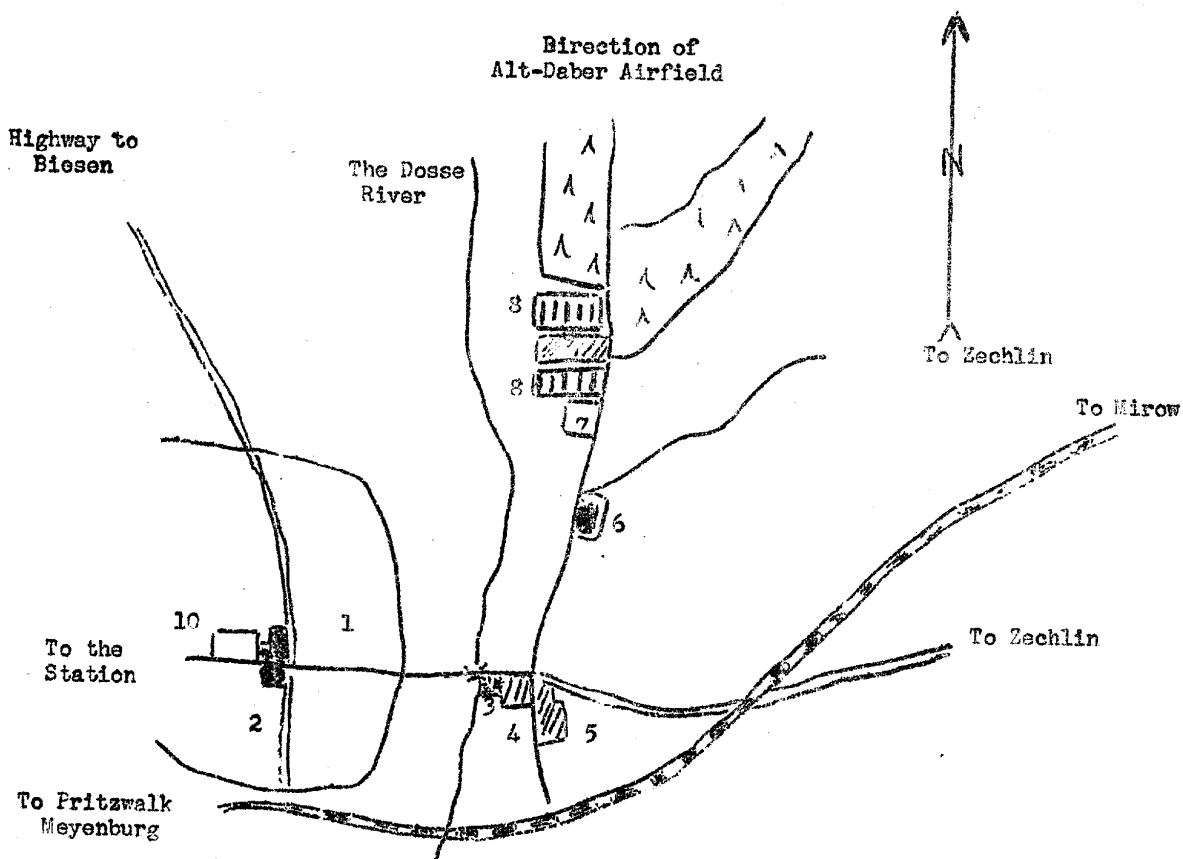 Direction of
Alt-Daber Airfield
Highway to
Biesen
The Dosse
River
N
8
To Zechlin
8
7
To Mirow
6
10
1
To the
Station
To Zechlin
2
3
4
5
To Pritzwalk
Meyenburg